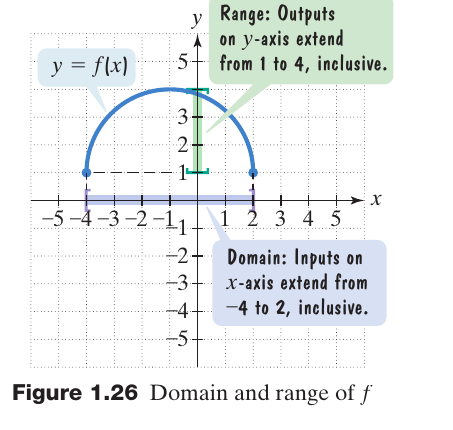 y
Range: Outputs
on y-axis extend
from 1 to 4, inclusive.
y = f(x)
5
3
2
1
x
−5 −4 −3 −2 −1
1 2 3 4 5
−1
−2
−3
−4
−5
Domain: Inputs on
x-axis extend from
−4 to 2, inclusive.
Figure 1.26 Domain and range of f